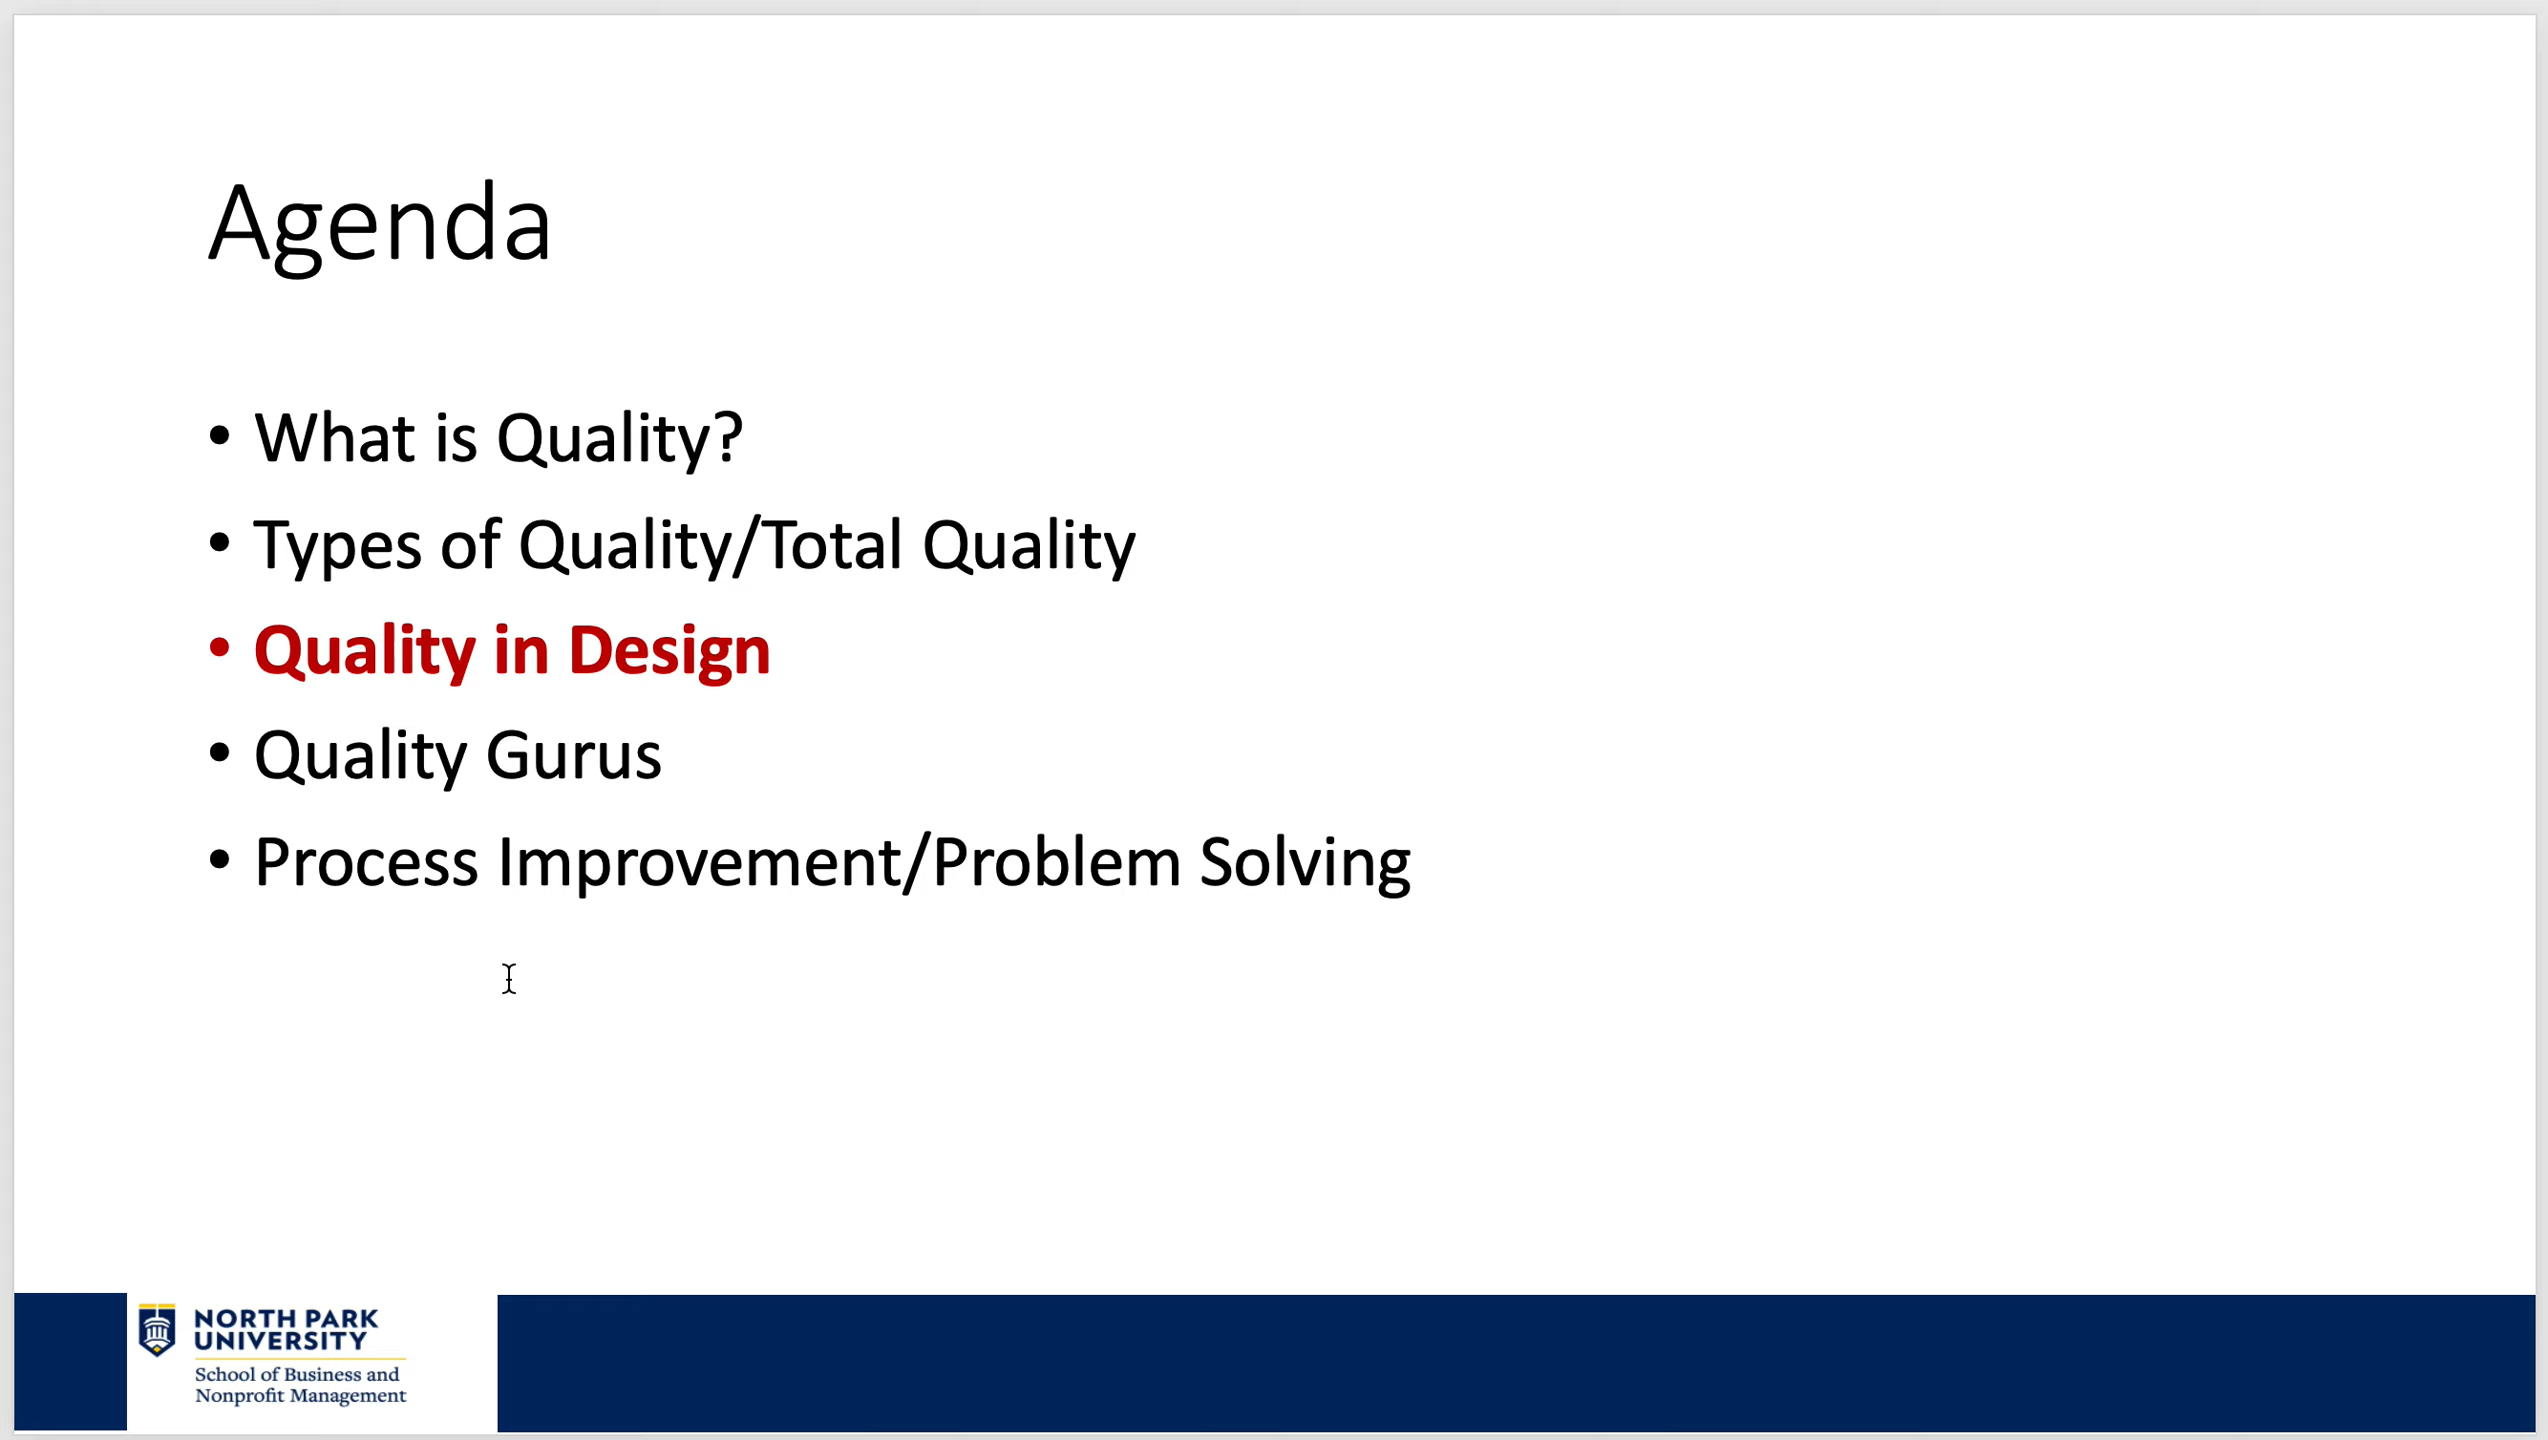 Agenda
• What is Quality?
• Types of Quality/Total Quality
• Quality in Design
• Quality Gurus
• Process Improvement/Problem Solving
NORTH PARK
UNIVERSITY
School of Business and
Nonprofit Management